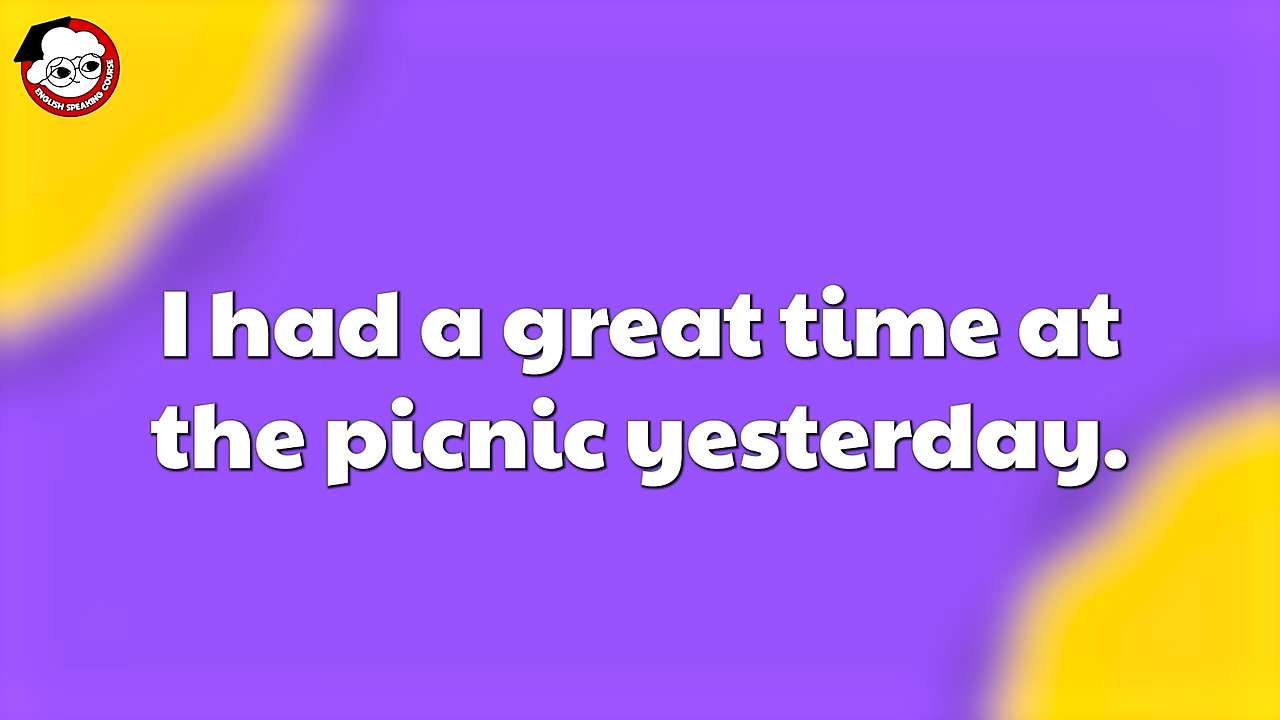 ENGLISH SPEAKING COURSE
I had a great time at
the picnic yesterday.